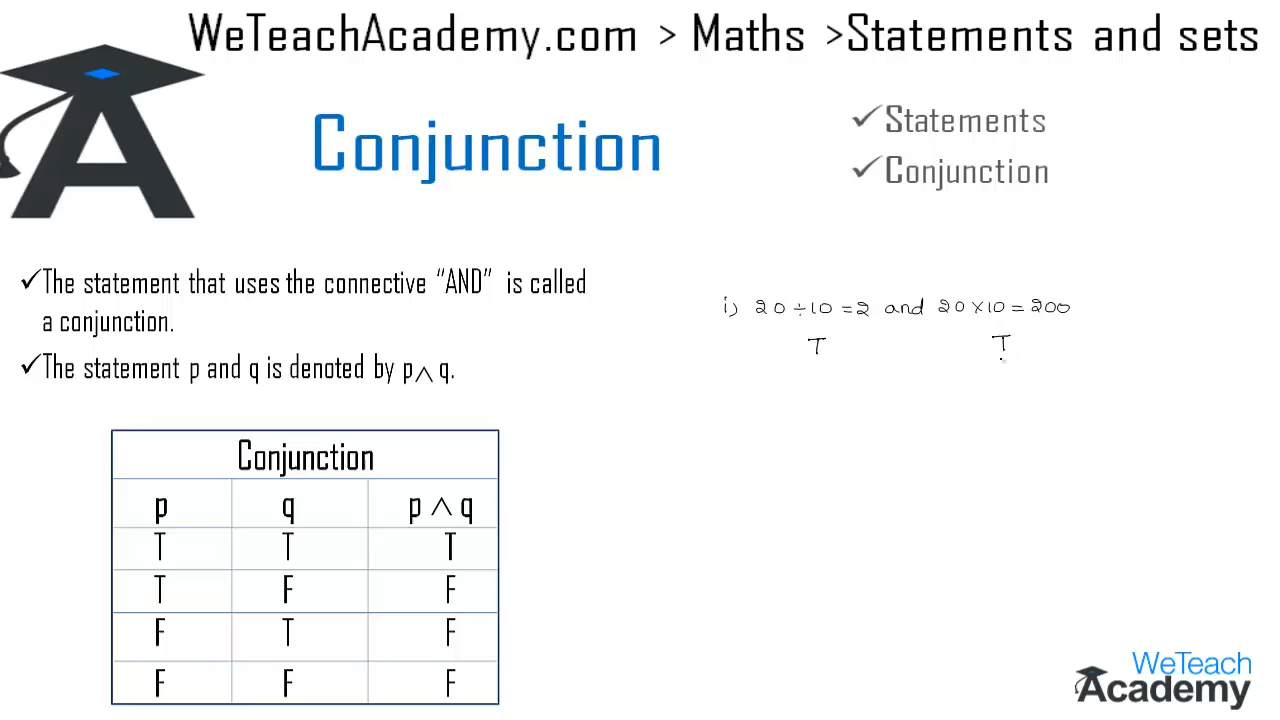 WeTeachAcademy.com > Maths >Statements and sets
Conjunction
✓ Statements
✓ Conjunction
✓ The statement that uses the connective “AND” is called
a conjunction.
✓ The statement p and q is denoted by p ∧ q.
i) 20 ÷ 10 = 2 and 20 × 10 = 200
T T
Conjunction
p q p ∧ q
T T T
T F F
F T F
F F F
WeTeach
Academy